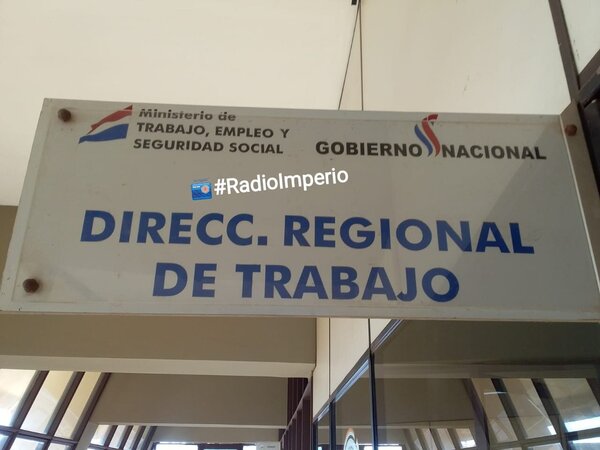 Ministerio de
TRABAJO, EMPLEO Y
SEGURIDAD SOCIAL
GOBIERNO NACIONAL
#RadioImperio
DIRECC. REGIONAL
DE TRABAJO